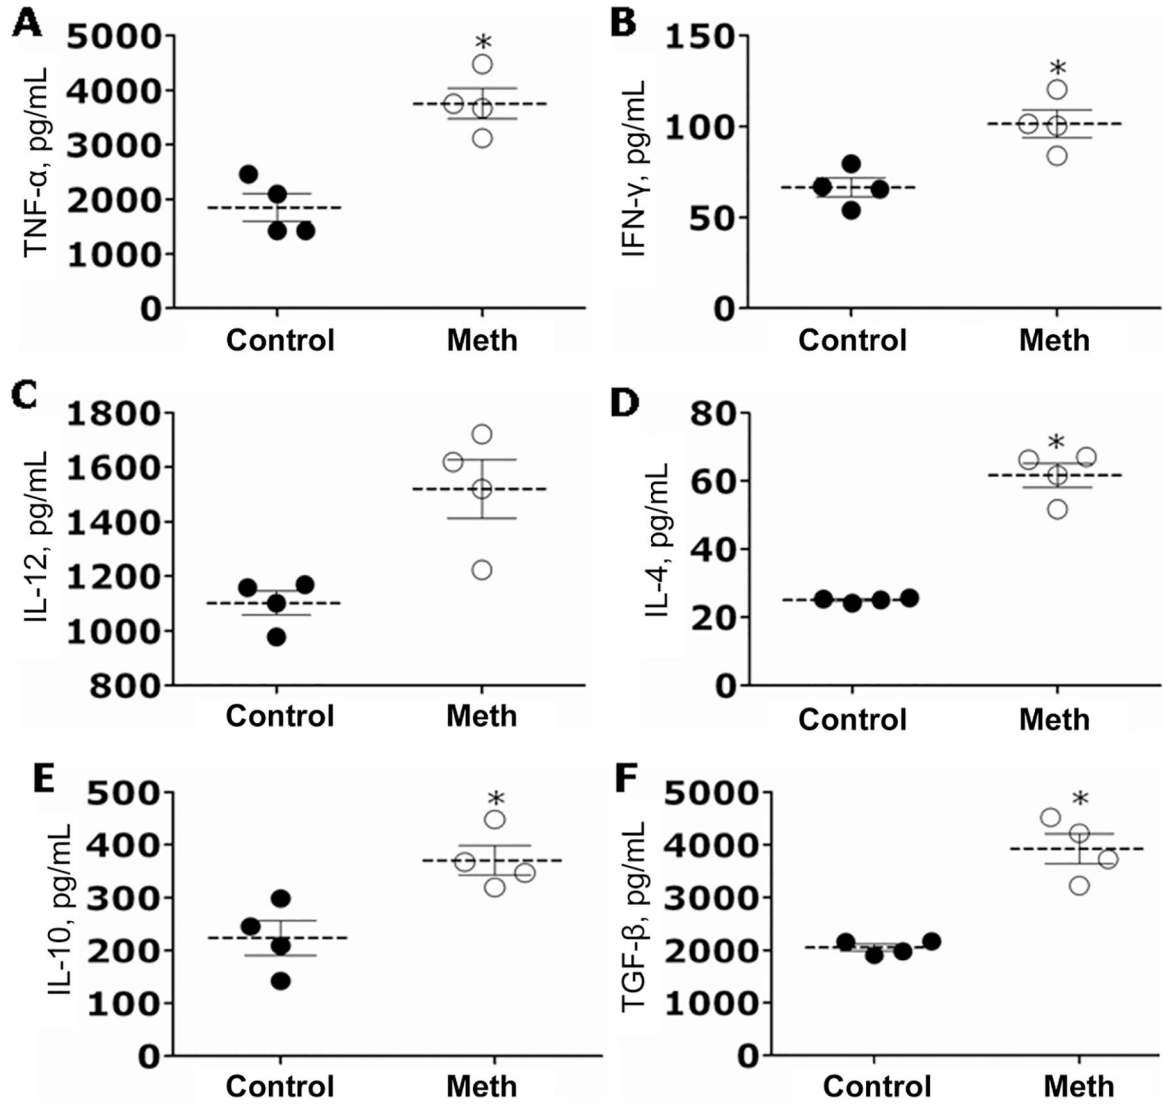 A
TNF-α, pg/mL
5000
4000
3000
2000
1000
0
*
Control Meth
B
IFN-γ, pg/mL
150
100
50
0
*
Control Meth
C
IL-12, pg/mL
1800
1600
1400
1200
1000
800
Control Meth
D
IL-4, pg/mL
80
60
40
20
0
*
Control Meth
E
IL-10, pg/mL
500
400
300
200
100
0
*
Control Meth
F
TGF-β, pg/mL
5000
4000
3000
2000
1000
0
*
Control Meth